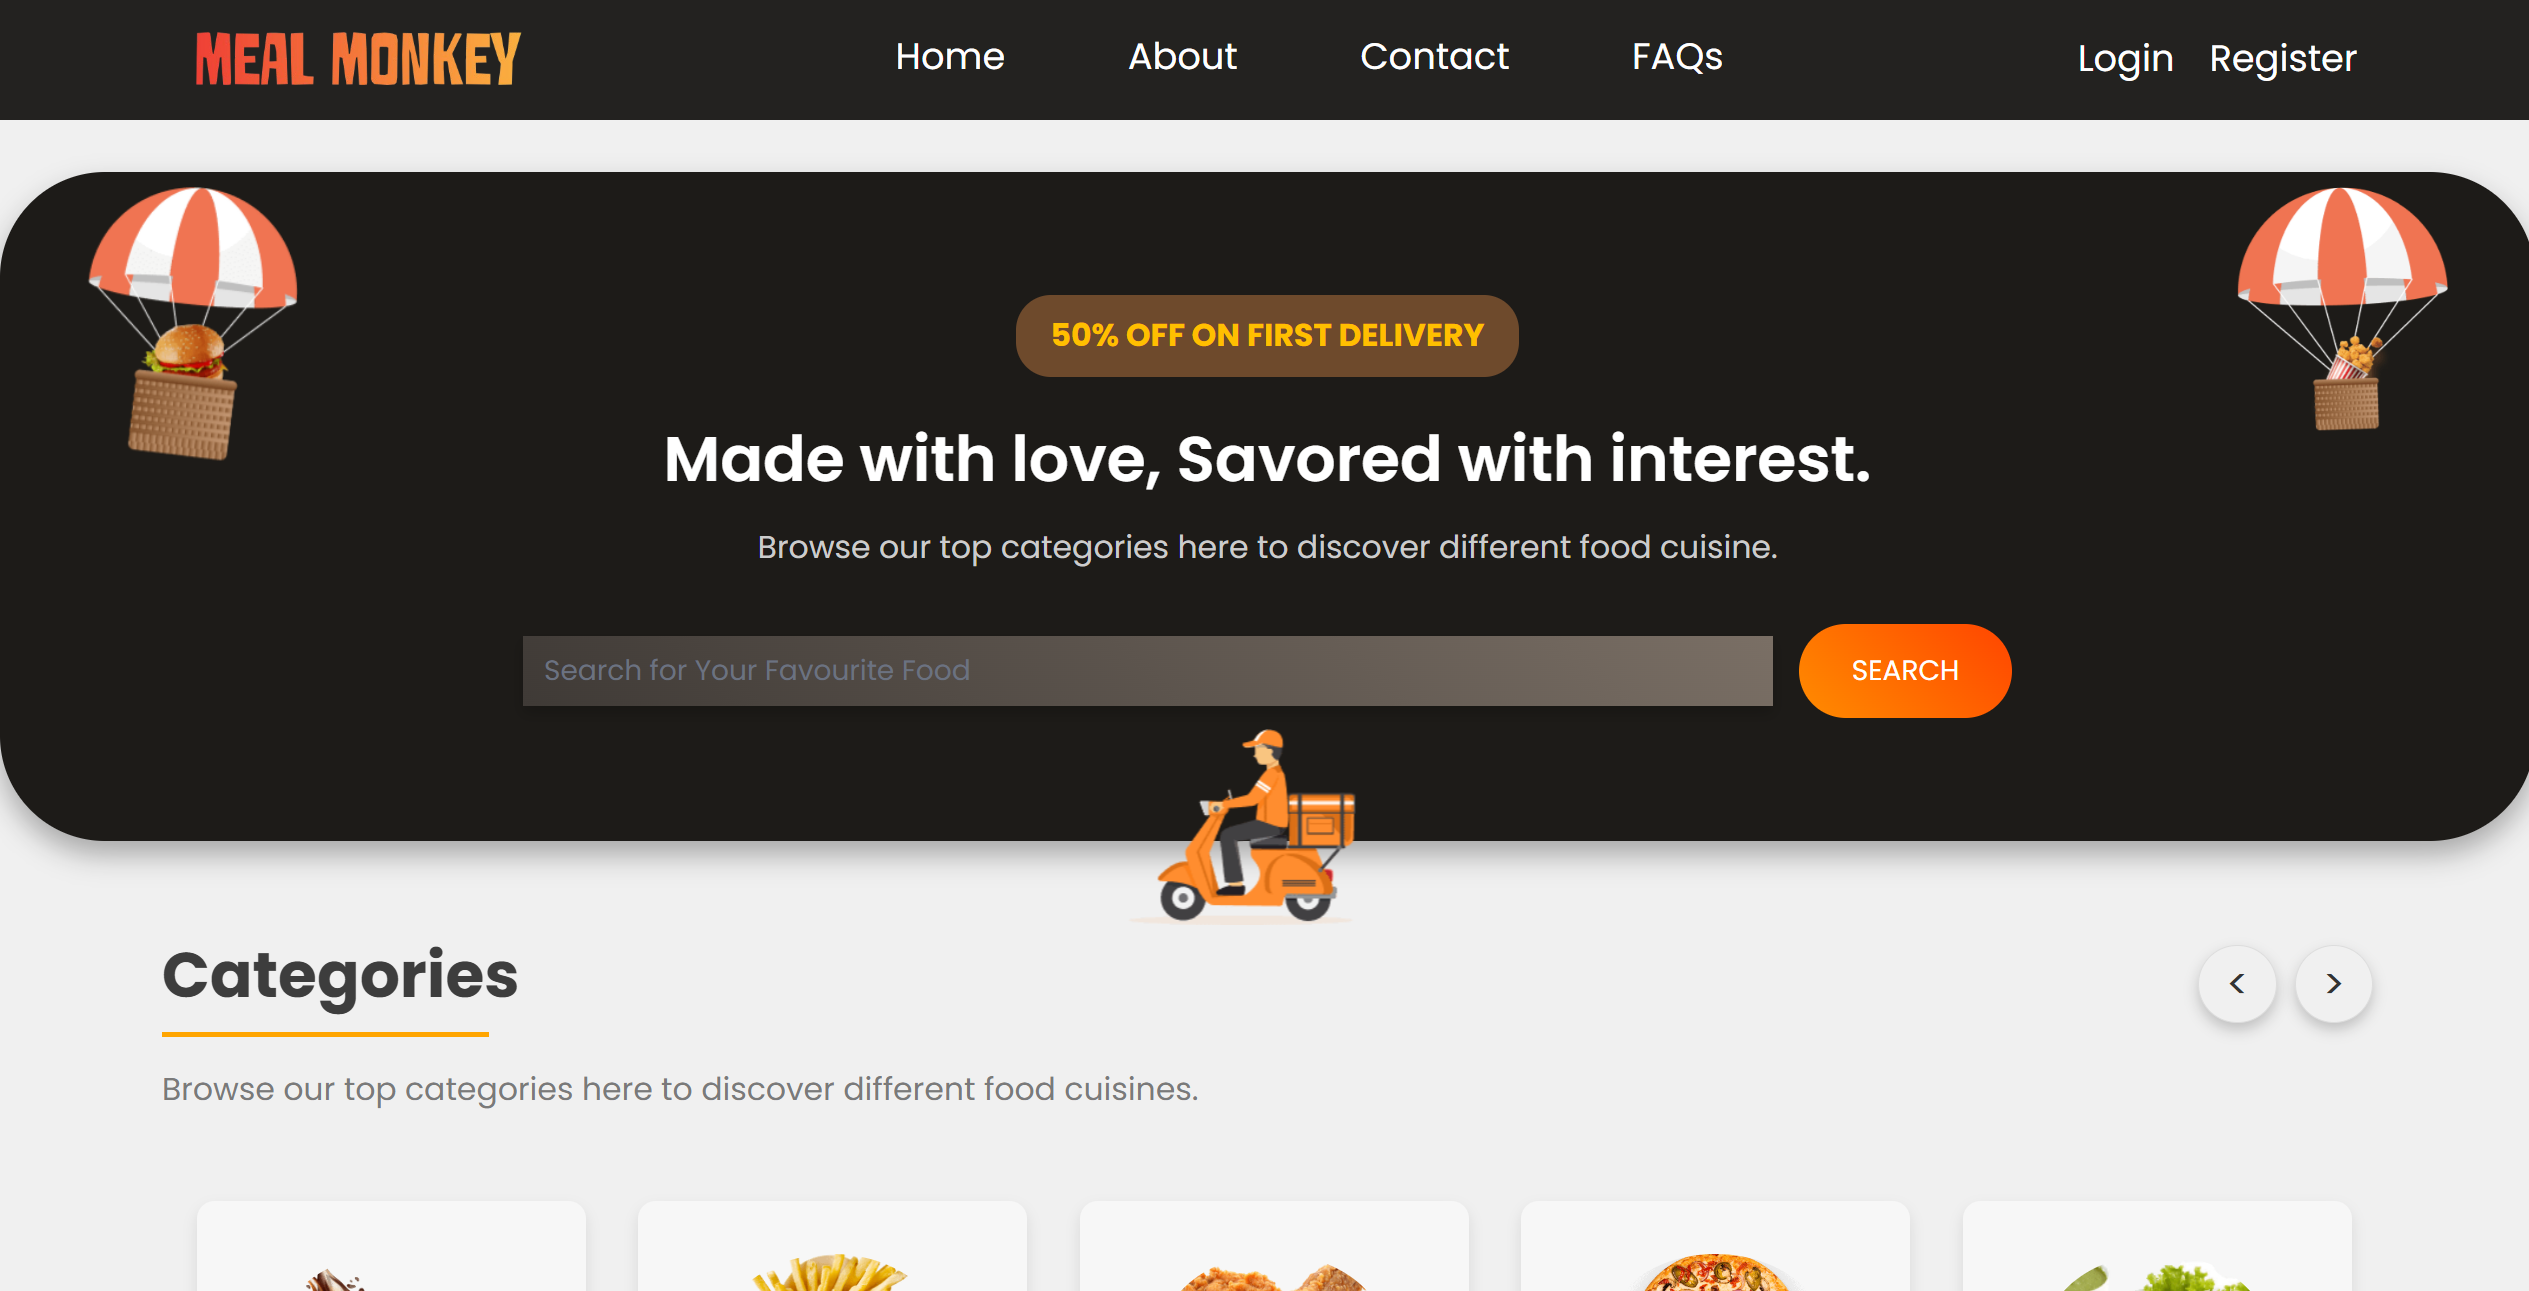 MEAL MONKEY
Home About Contact FAQs
Login Register
50% OFF ON FIRST DELIVERY
Made with love, Savored with interest.
Browse our top categories here to discover different food cuisine.
Search for Your Favourite Food
SEARCH
Categories
< >
Browse our top categories here to discover different food cuisines.